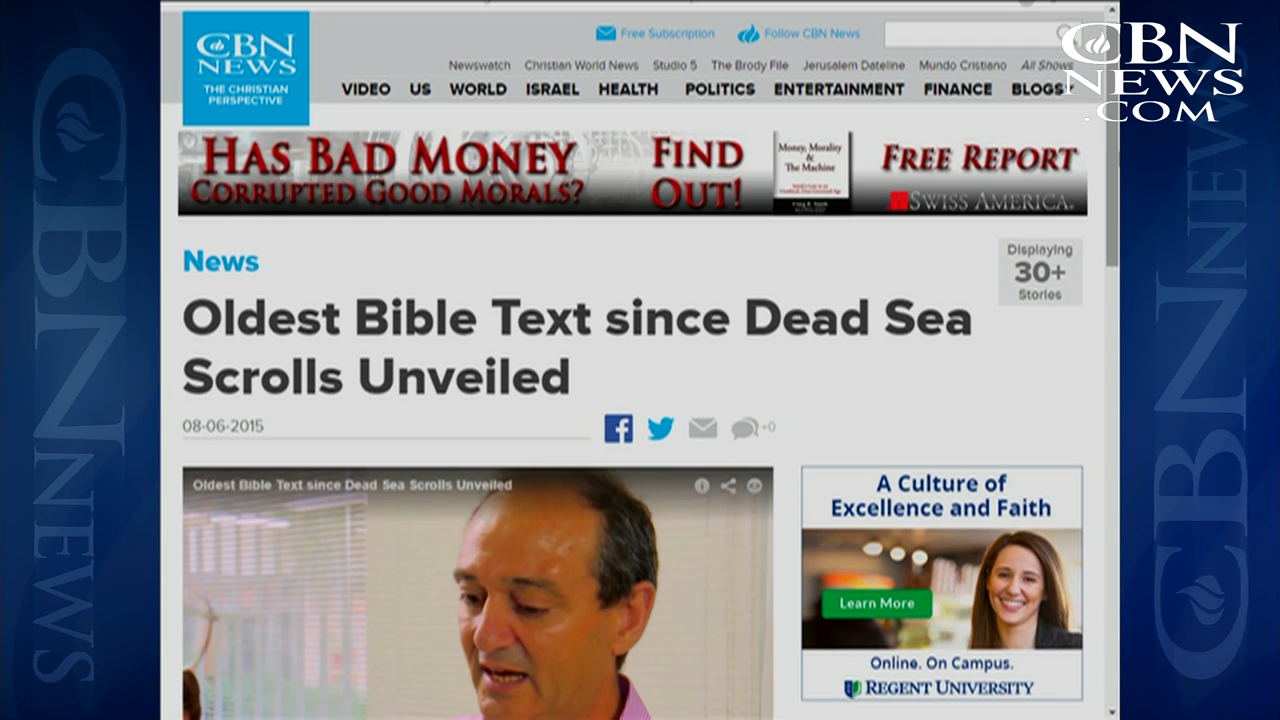 CBN
NEWS
THE CHRISTIAN
PERSPECTIVE
Free Subscription
Follow CBN News
CBN
NEWS
.COM
Newswatch Christian World News Studio 5 The Brody File Jerusalem Dateline Mundo Cristiano All Shows
VIDEO US WORLD ISRAEL HEALTH POLITICS ENTERTAINMENT FINANCE BLOGS
HAS BAD MONEY
CORRUPTED GOOD MORALS?
FIND
OUT!
Money, Morality
&
The Machine
FREE REPORT
SWISS AMERICA.
News
Displaying
30+
Stories
Oldest Bible Text since Dead Sea
Scrolls Unveiled
08-06-2015
+0
Oldest Bible Text since Dead Sea Scrolls Unveiled
A Culture of
Excellence and Faith
Learn More
Online. On Campus.
REGENT UNIVERSITY
CBN NEWS
CBN NEWS